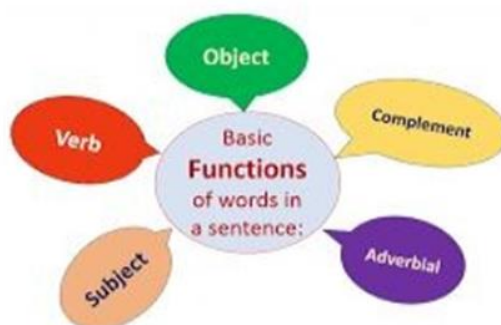 Object
Verb
Complement
Basic
Functions
of words in
a sentence:
Subject
Adverbial